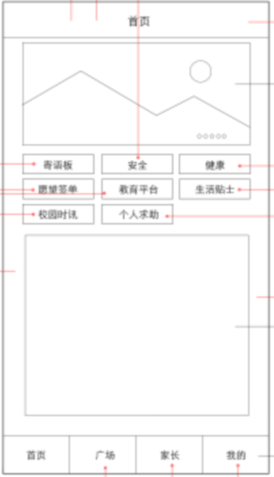 首页
寄语板 安全 健康
愿望签单 教育平台 生活贴士
校园时讯 个人求助
首页 广场 家长 我的